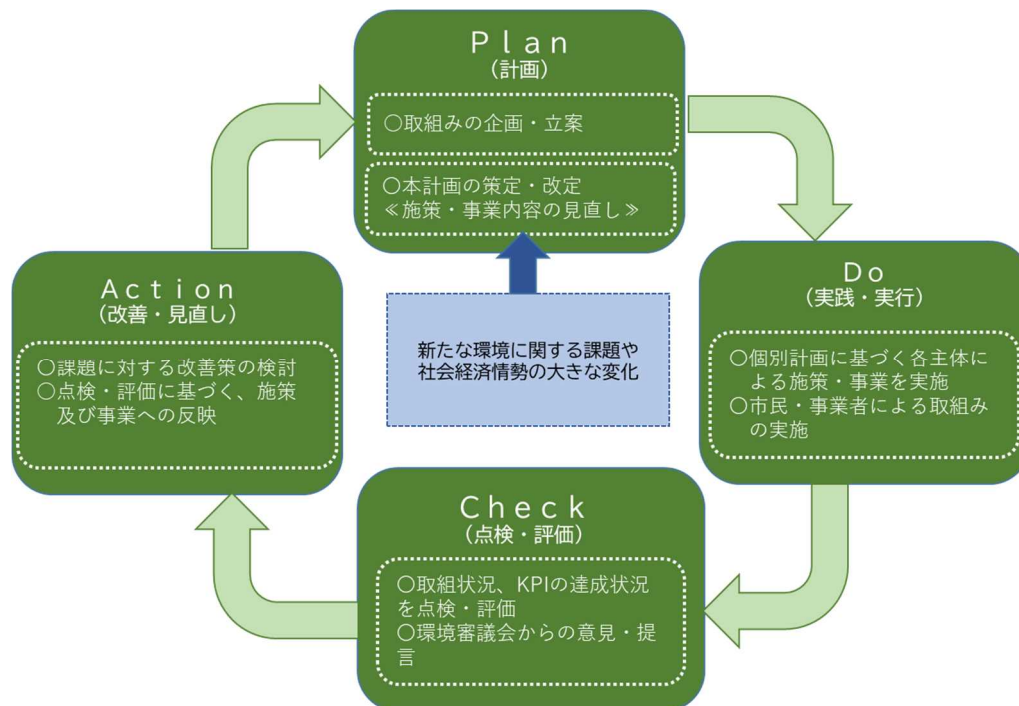 Ｐｌａｎ
（計画）
○取組みの企画・立案
○本計画の策定・改定
≪施策・事業内容の見直し≫
Ｄｏ
（実践・実行）
○個別計画に基づく各主体
による施策・事業を実施
○市民・事業者による取組み
の実施
Ｃｈｅｃｋ
（点検・評価）
○取組状況、KPIの達成状況
を点検・評価
○環境審議会からの意見・提
言
Ａｃｔｉｏｎ
（改善・見直し）
○課題に対する改善策の検討
○点検・評価に基づく、施策
及び事業への反映
新たな環境に関する課題や
社会経済情勢の大きな変化